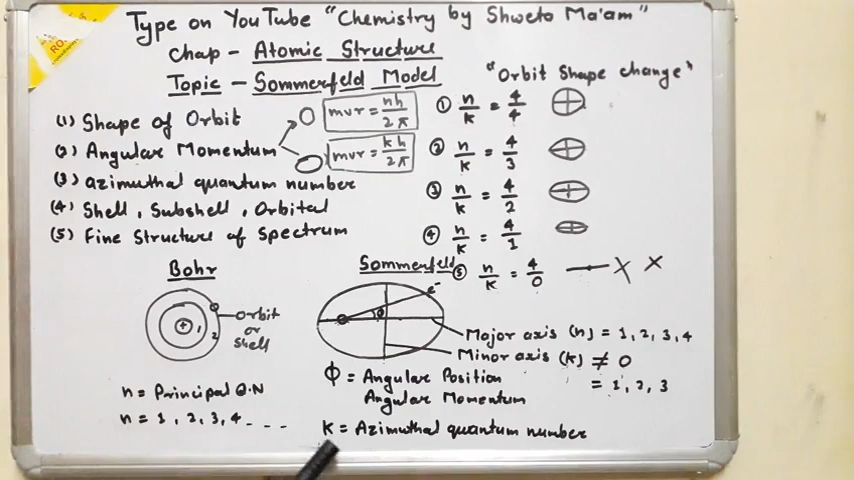 Type on YouTube "Chemistry by Shweta Ma'am"
Chap - Atomic Structure
Topic - Sommerfeld Model
"Orbit Shape change"
(1) Shape of Orbit
(2) Angular Momentum
mvr = nh/2π
mvr = kh/2π
(3) azimuthal quantum number
(4) Shell, Subshell, Orbital
(5) Fine Structure of Spectrum
① n/k = 4/4
② n/k = 4/3
③ n/k = 4/2
④ n/k = 4/1
⑤ n/k = 4/0 X X
Bohr
+ 1 2
orbit
or
shell
n = Principal Q.N
n = 1, 2, 3, 4 - - -
Sommerfeld
e⁻
ϕ
Major axis (n) = 1, 2, 3, 4
Minor axis (k) ≠ 0
= 1, 2, 3
ϕ = Angular Position
Angular Momentum
K = Azimuthal quantum number